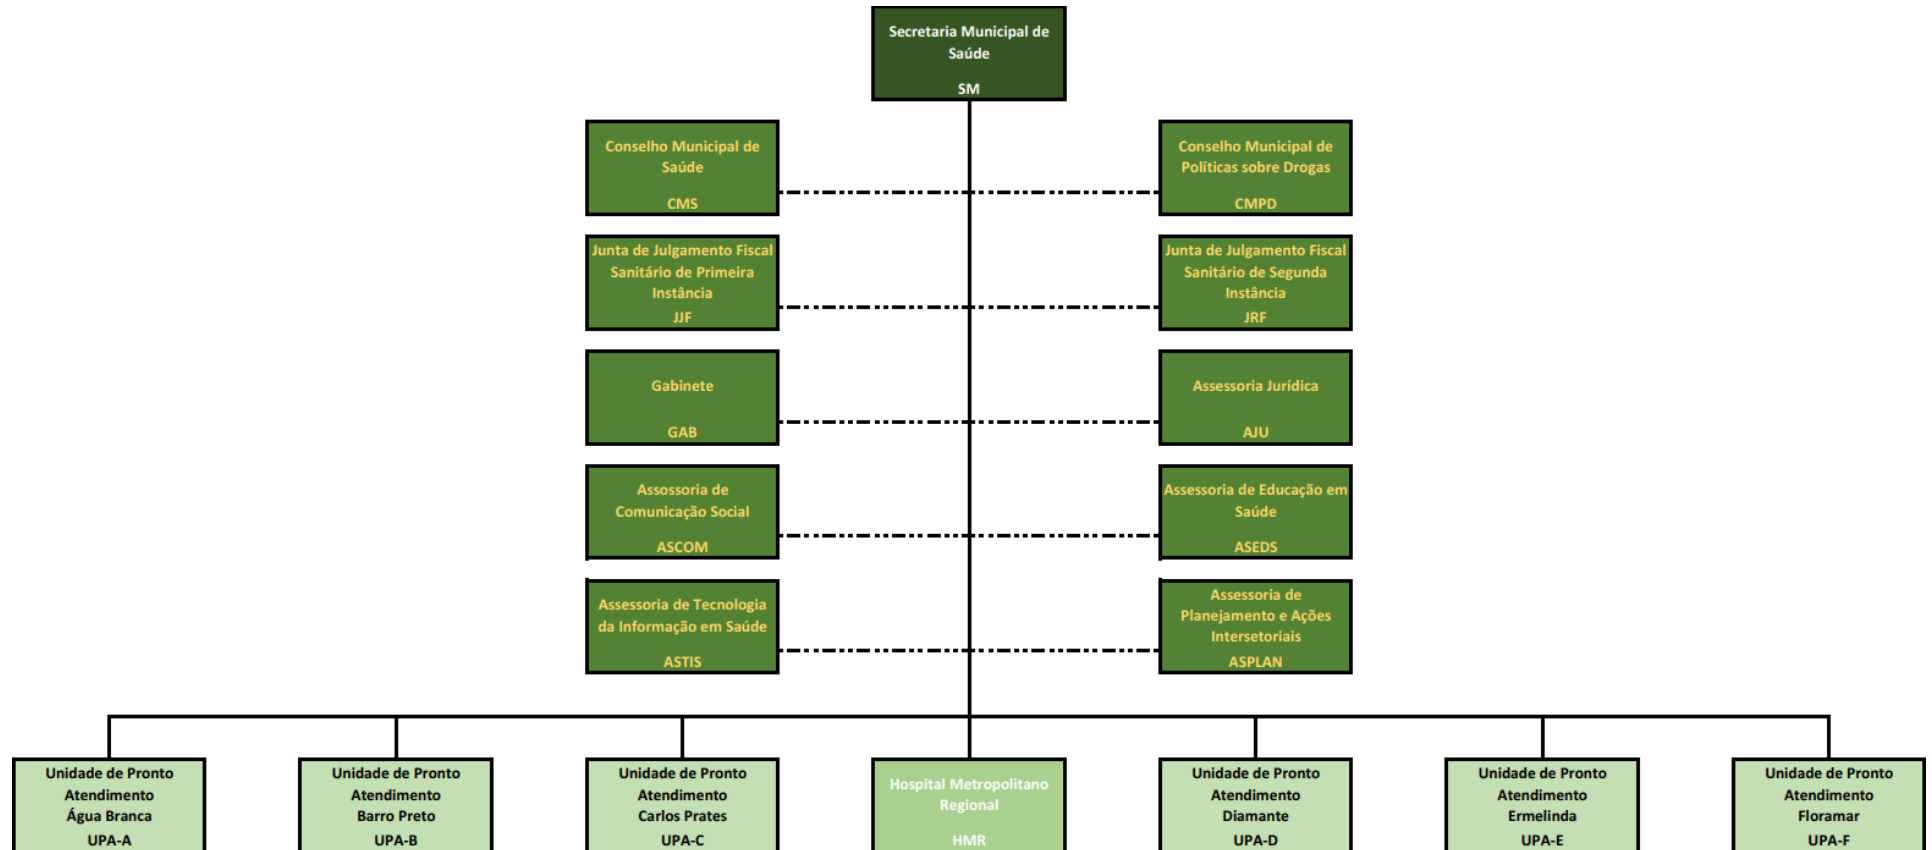 Secretaria Municipal de
Saúde
SM
Conselho Municipal de
Saúde
CMS
Conselho Municipal de
Políticas sobre Drogas
CMPD
Junta de Julgamento Fiscal
Sanitário de Primeira
Instância
JJF
Junta de Julgamento Fiscal
Sanitário de Segunda
Instância
JRF
Gabinete
GAB
Assessoria Jurídica
AJU
Assossoria de
Comunicação Social
ASCOM
Assessoria de Educação em
Saúde
ASEDS
Assessoria de Tecnologia
da Informação em Saúde
ASTIS
Assessoria de
Planejamento e Ações
Intersetoriais
ASPLAN
Unidade de Pronto
Atendimento
Água Branca
UPA-A
Unidade de Pronto
Atendimento
Barro Preto
UPA-B
Unidade de Pronto
Atendimento
Carlos Prates
UPA-C
Hospital Metropolitano
Regional
HMR
Unidade de Pronto
Atendimento
Diamante
UPA-D
Unidade de Pronto
Atendimento
Ermelinda
UPA-E
Unidade de Pronto
Atendimento
Floramar
UPA-F